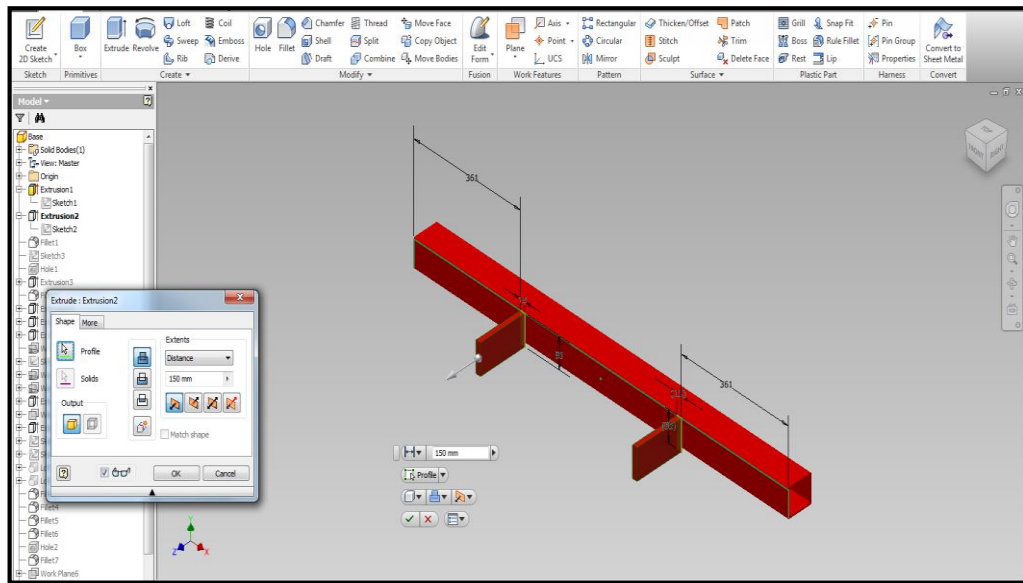 Loft Coil Chamfer Thread Move Face Axis Rectangular Thicken/Offset Patch Grill Snap Fit Pin
Create 2D Sketch Box Extrude Revolve Sweep Emboss Hole Fillet Shell Split Copy Object Edit Form Plane Point Circular Stitch Trim Boss Rule Fillet Pin Group Convert to Sheet Metal
Rib Derive Draft Combine Move Bodies UCS Mirror Sculpt Delete Face Rest Lip Properties
Sketch Primitives Create Modify Fusion Work Features Pattern Surface Plastic Part Harness Convert
Model
Base
Solid Bodies(1)
View: Master
Origin
Extrusion1
Sketch1
Extrusion2
Sketch2
Fillet1
Sketch3
Hole1
Extrusion3
Extrude : Extrusion2
Shape More
Extents
Profile
Distance
Solids
150 mm
Output
Match shape
OK Cancel
Fillet4
Fillet5
Fillet6
Hole2
Fillet7
Work Plane6
361
361
150 mm
Profile
TOP
FRONT RIGHT
Y
Z X